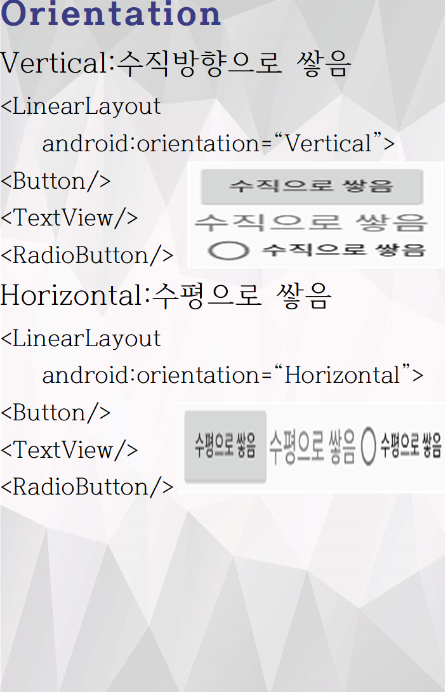 Orientation
Vertical:수직방향으로 쌓음
<LinearLayout
android:orientation=“Vertical”>
<Button/>
<TextView/>
<RadioButton/>
수직으로 쌓음
수직으로 쌓음
수직으로 쌓음
Horizontal:수평으로 쌓음
<LinearLayout
android:orientation=“Horizontal”>
<Button/>
<TextView/>
<RadioButton/>
수평으로 쌓음 수평으로 쌓음 수평으로 쌓음